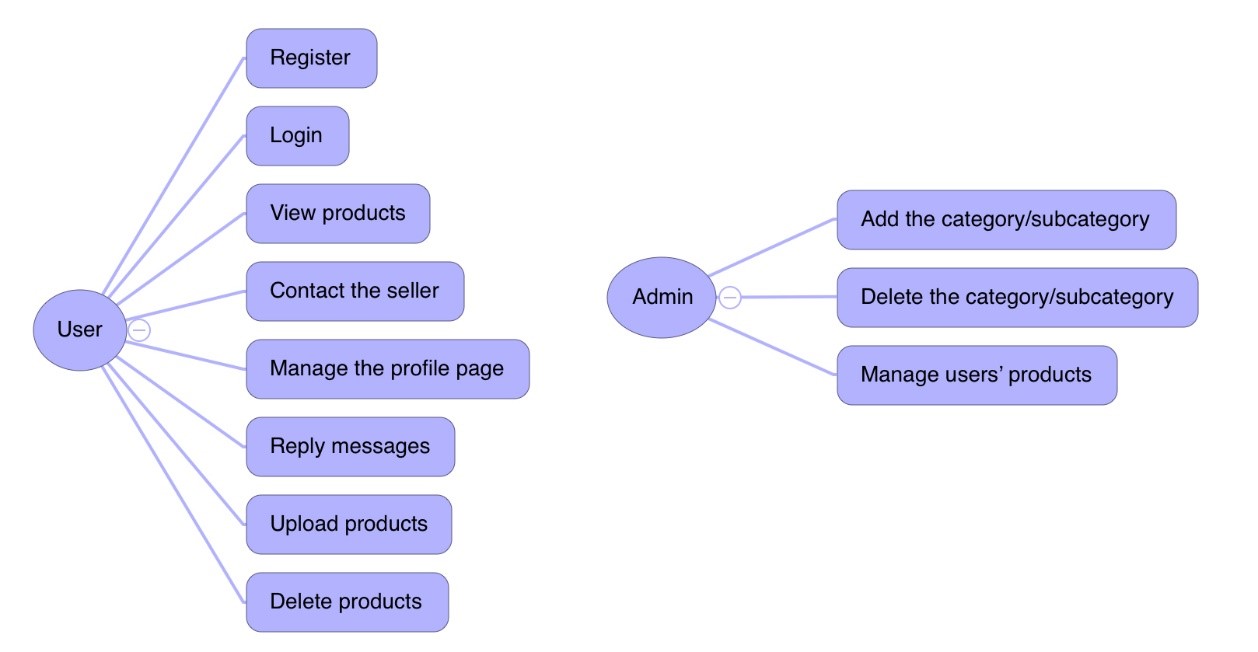 User
Register
Login
View products
Contact the seller
Manage the profile page
Reply messages
Upload products
Delete products
Admin
Add the category/subcategory
Delete the category/subcategory
Manage users’ products